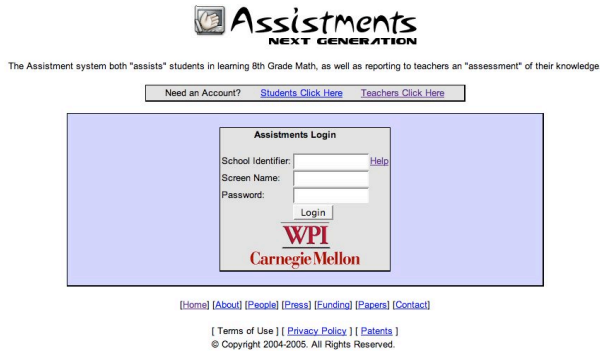 Assistments
NEXT GENERATION
The Assistment system both "assists" students in learning 8th Grade Math, as well as reporting to teachers an "assessment" of their knowledge
Need an Account? Students Click Here Teachers Click Here
Assistments Login
School Identifier: Help
Screen Name:
Password:
Login
WPI
Carnegie Mellon
[Home] [About] [People] [Press] [Funding] [Papers] [Contact]
[ Terms of Use ] [ Privacy Policy ] [ Patents ]
© Copyright 2004-2005. All Rights Reserved.